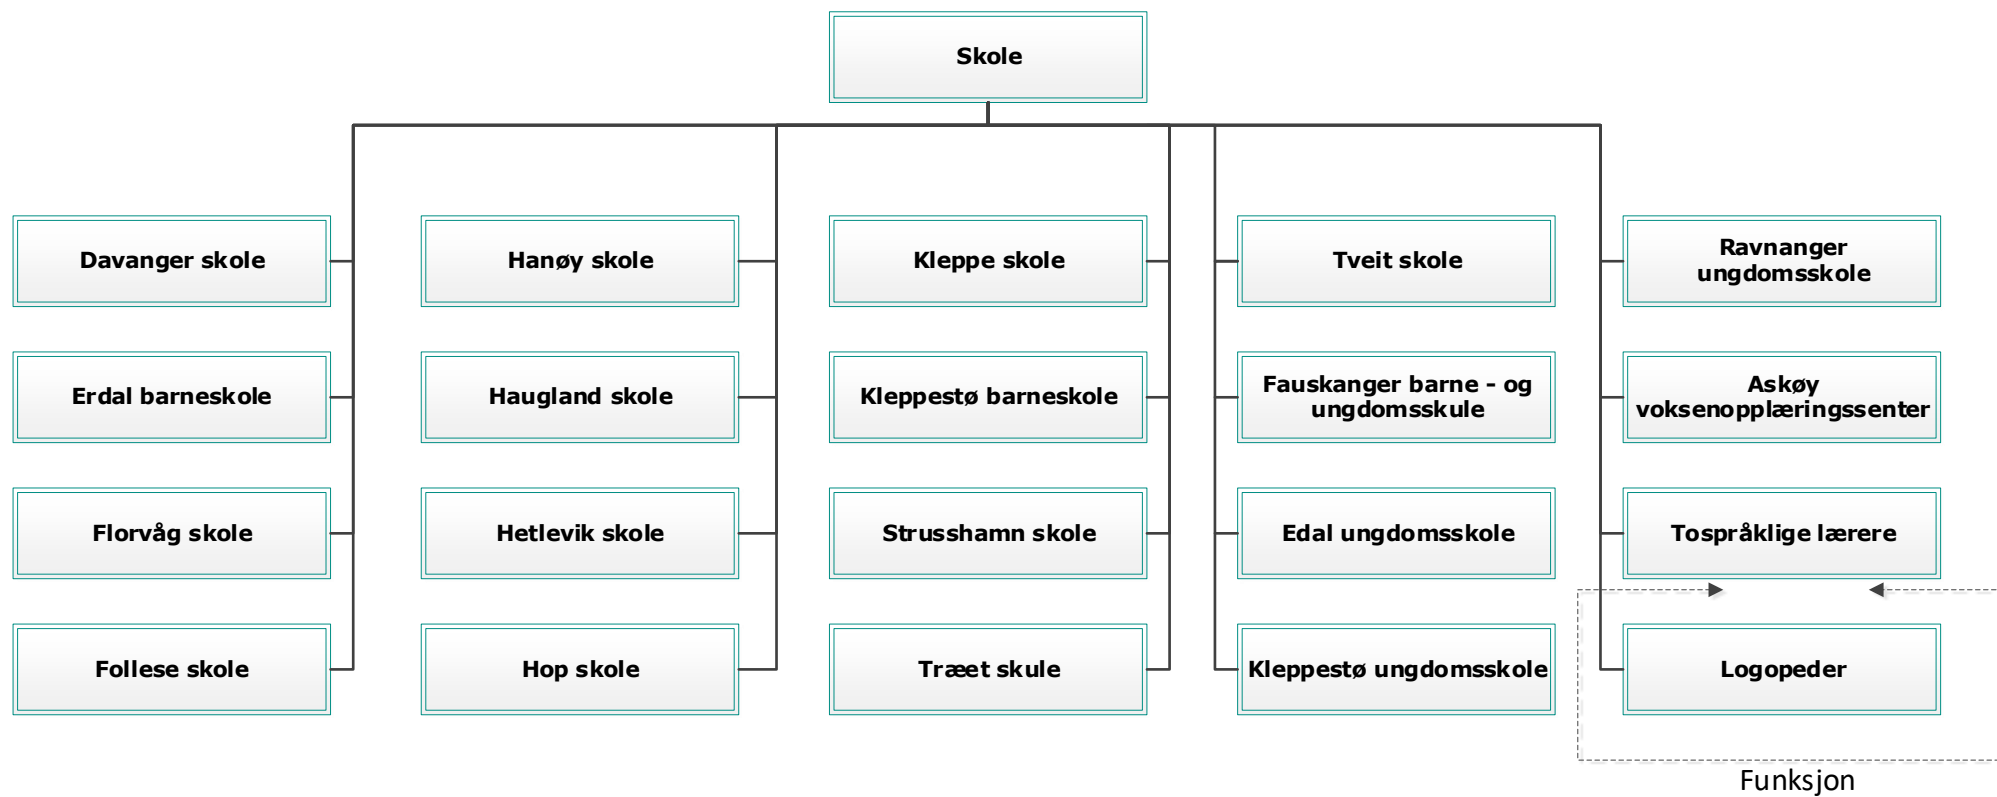 Skole
Davanger skole
Hanøy skole
Kleppe skole
Tveit skole
Ravnanger
ungdomsskole
Erdal barneskole
Haugland skole
Kleppestø barneskole
Fauskanger barne - og
ungdomsskule
Askøy
voksenopplæringssenter
Florvåg skole
Hetlevik skole
Strusshamn skole
Edal ungdomsskole
Tospråklige lærere
Follese skole
Hop skole
Træet skule
Kleppestø ungdomsskole
Logopeder
Funksjon